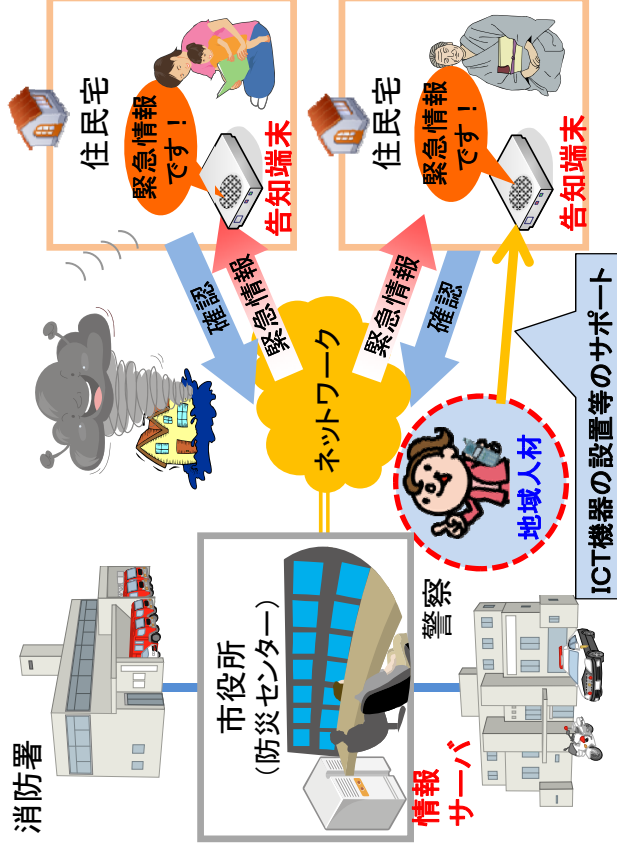 消防署
市役所
(防災センター)
情報
サーバ
警察
ネットワーク
確認
緊急情報
緊急情報
確認
地域人材
ICT機器の設置等のサポート
住民宅
緊急情報
です！
告知端末
住民宅
緊急情報
です！
告知端末